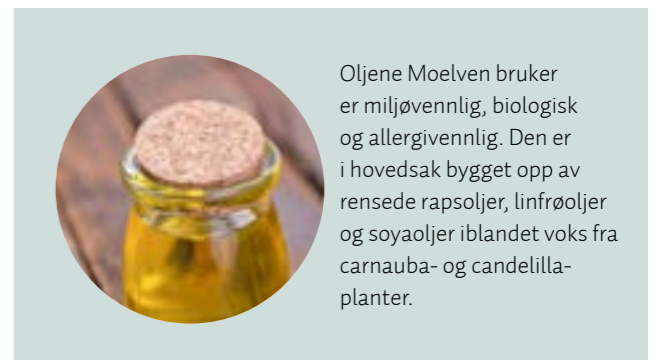 Oljene Moelven bruker
er miljøvennlig, biologisk
og allergivennlig. Den er
i hovedsak bygget opp av
rensede rapsoljer, linfrøoljer
og soyaoljer iblandet voks fra
carnauba- og candelilla-
planter.